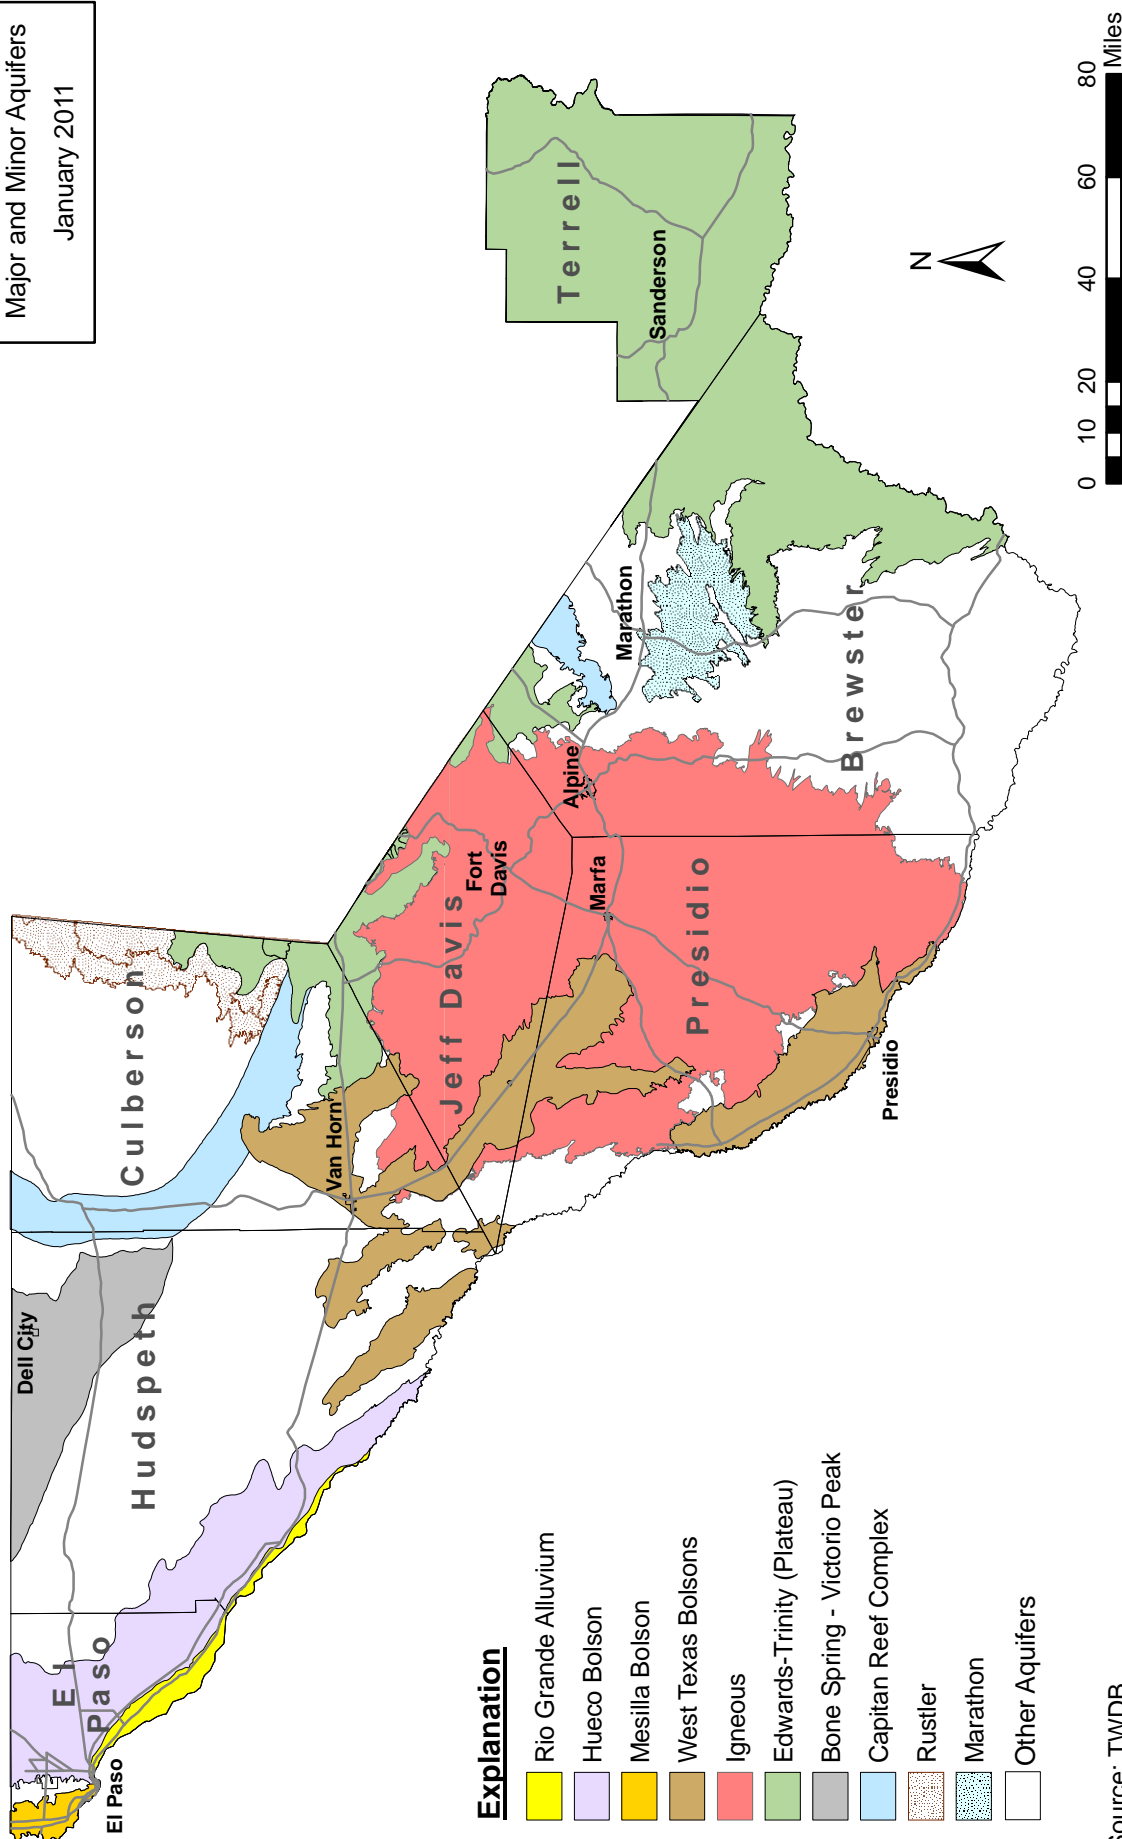 Major and Minor Aquifers
January 2011
El
Paso
Hudspeth
Culberson
Jeff Davis
Presidio
Brewster
Terrell
El Paso
Dell City
Van Horn
Fort
Davis
Marfa
Alpine
Presidio
Marathon
Sanderson
N
0 10 20 40 60 80
Miles
Explanation
Rio Grande Alluvium
Hueco Bolson
Mesilla Bolson
West Texas Bolsons
Igneous
Edwards-Trinity (Plateau)
Bone Spring - Victorio Peak
Capitan Reef Complex
Rustler
Marathon
Other Aquifers
Source: TWDB